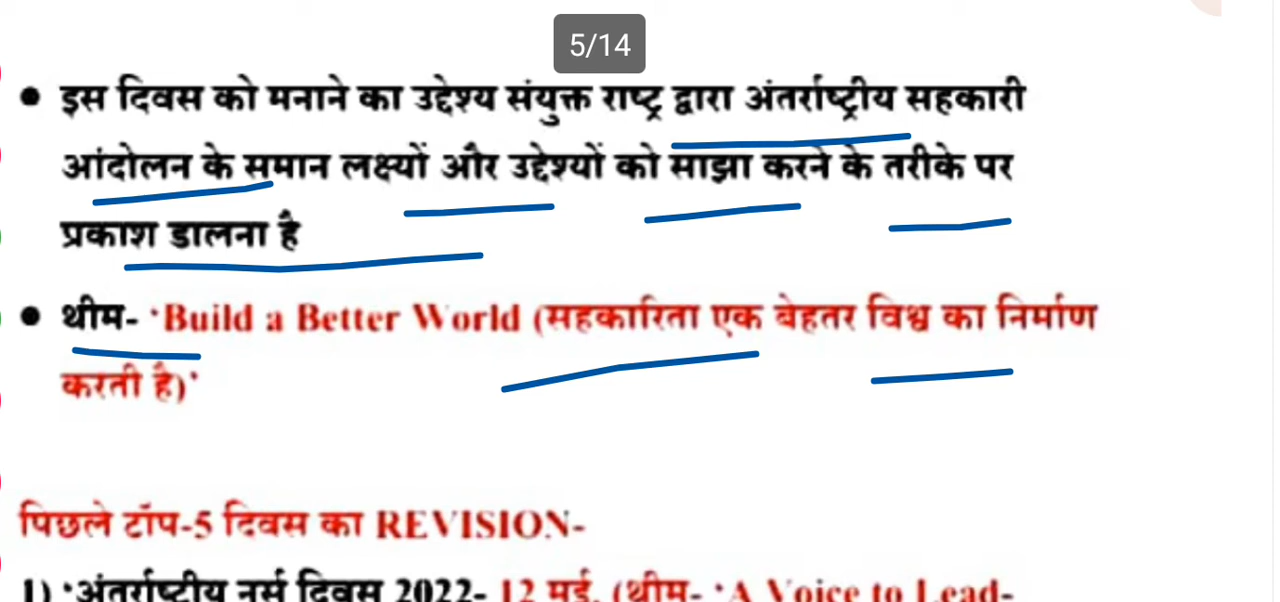 5/14
• इस दिवस को मनाने का उद्देश्य संयुक्त राष्ट्र द्वारा अंतर्राष्ट्रीय सहकारी
आंदोलन के समान लक्ष्यों और उद्देश्यों को साझा करने के तरीके पर
प्रकाश डालना है
• थीम- 'Build a Better World (सहकारिता एक बेहतर विश्व का निर्माण
करती है)'
पिछले टॉप-5 दिवस का REVISION-
1) 'अंतर्राष्ट्रीय नर्स दिवस 2022- 12 मई, (थीम- 'A Voice to Lead-